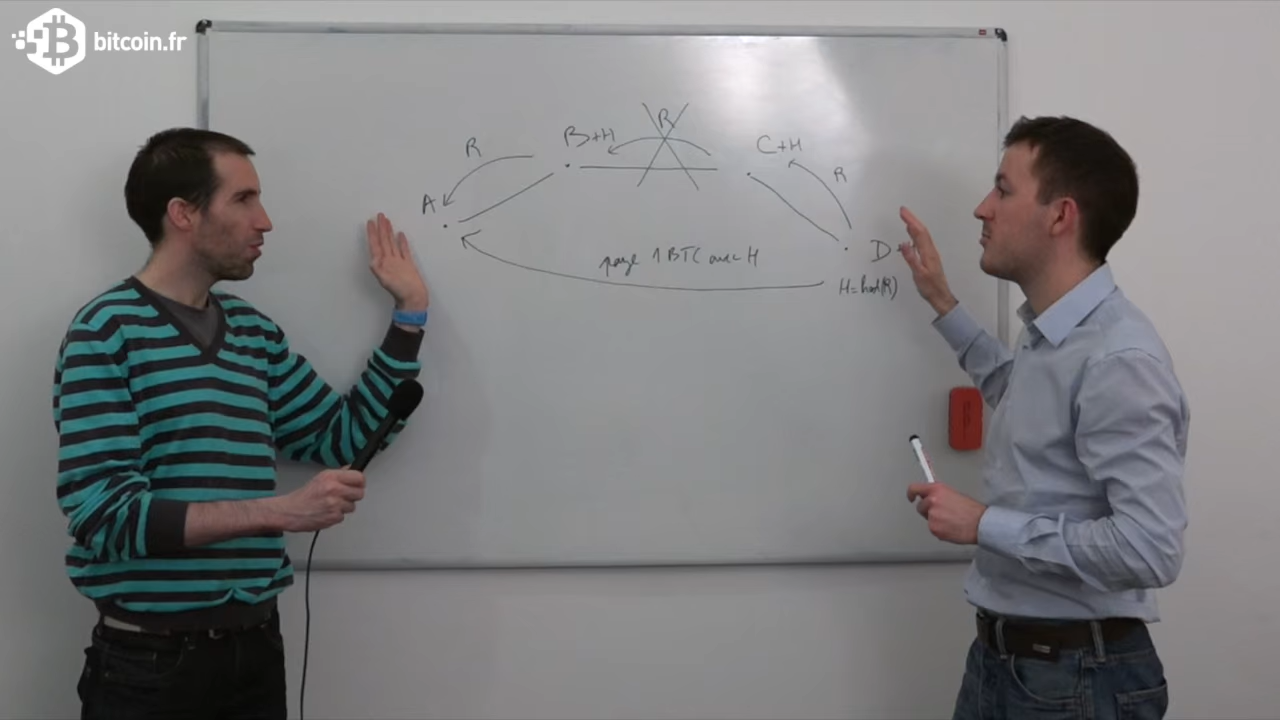 bitcoin.fr
R
B+H
R
C+H
R
A
paye 1 BTC avec H
D
H=hash(R)